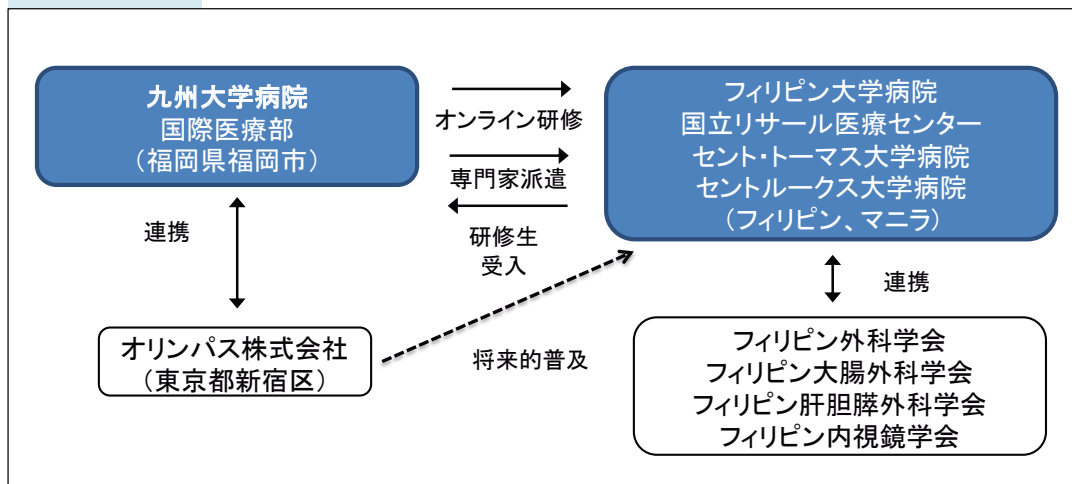 九州大学病院
国際医療部
（福岡県福岡市）
オンライン研修
専門家派遣
研修生
受入
フィリピン大学病院
国立リサール医療センター
セント・トーマス大学病院
セントルークス大学病院
（フィリピン、マニラ）
連携
連携
オリンパス株式会社
（東京都新宿区）
将来的普及
フィリピン外科学会
フィリピン大腸外科学会
フィリピン肝胆膵外科学会
フィリピン内視鏡学会